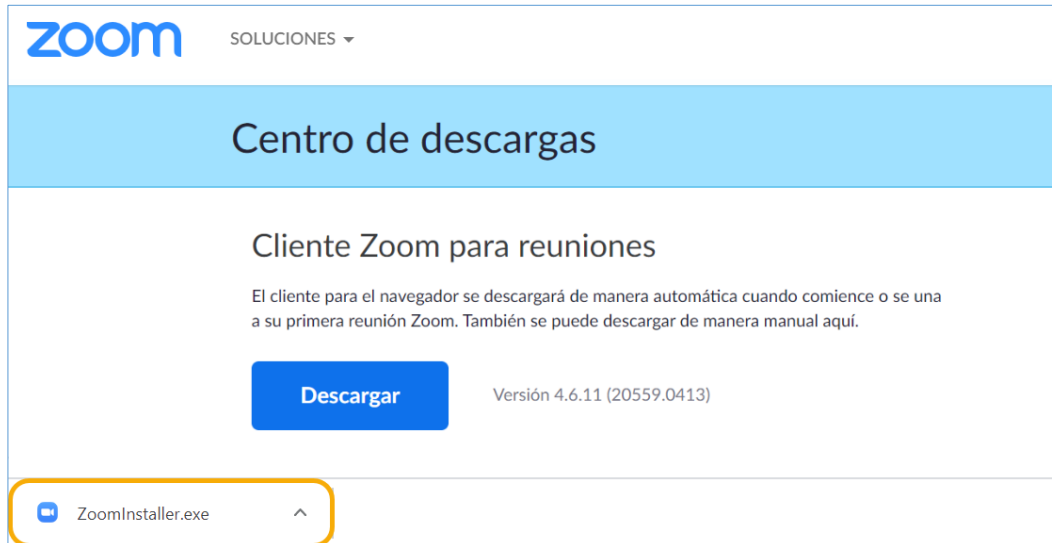 zoom
SOLUCIONES
Centro de descargas
Cliente Zoom para reuniones
El cliente para el navegador se descargará de manera automática cuando comience o se una
a su primera reunión Zoom. También se puede descargar de manera manual aquí.
Descargar
Versión 4.6.11 (20559.0413)
ZoomInstaller.exe